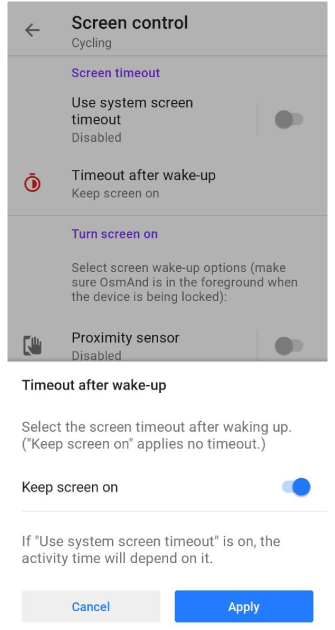 Screen control
Cycling
Screen timeout
Use system screen
timeout
Disabled
Timeout after wake-up
Keep screen on
Turn screen on
Select screen wake-up options (make
sure OsmAnd is in the foreground when
the device is being locked):
Proximity sensor
Disabled
Timeout after wake-up
Select the screen timeout after waking up.
("Keep screen on" applies no timeout.)
Keep screen on
If "Use system screen timeout" is on, the
activity time will depend on it.
Cancel
Apply